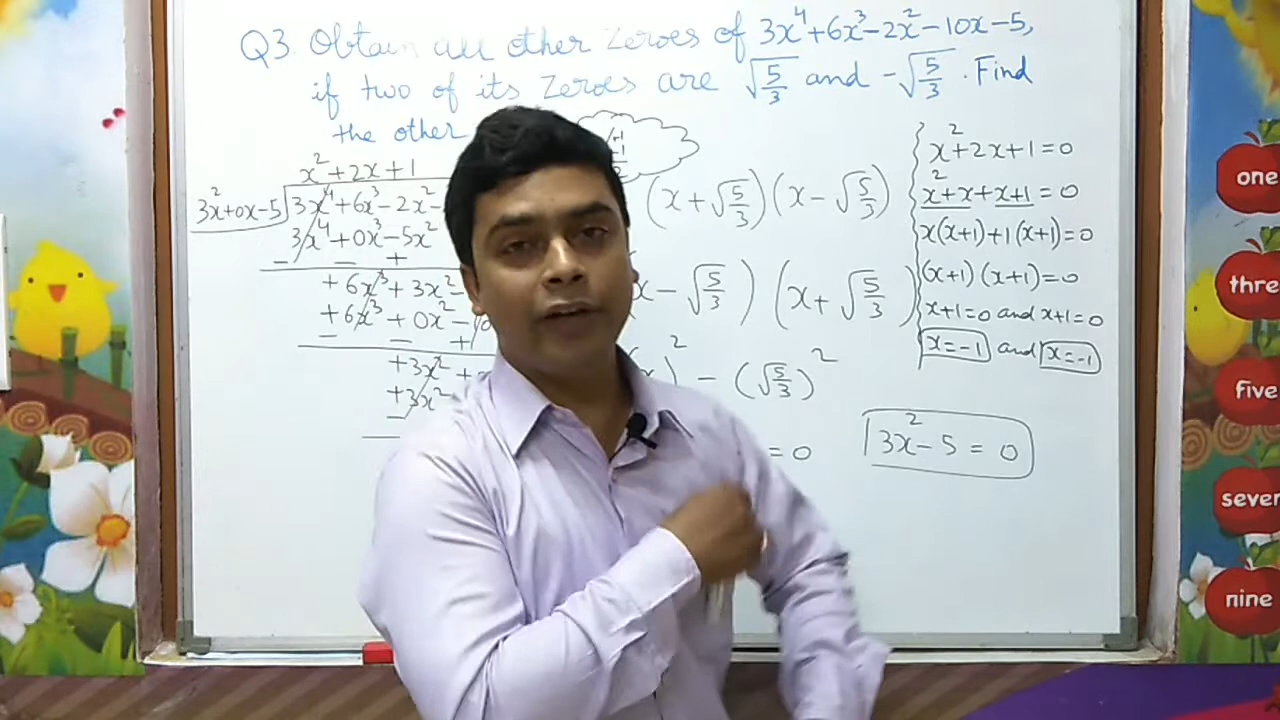 Q3. Obtain all other zeroes of 3x⁴+6x³-2x²-10x-5,
if two of its zeroes are √5/3 and -√5/3. Find
the other
x²+2x+1
3x²+0x-5 3x⁴+6x³-2x²-
3x⁴+0x³-5x²
- - +
+6x³+3x²-
+6x³+0x²-10
- - +
+3x²+
+3x²
-
(x+√5/3)(x-√5/3)
x-√5/3) (x+√5/3)
x)² - (√5/3)²
= 0
3x²-5 = 0
x²+2x+1=0
x²+x+x+1=0
x(x+1)+1(x+1)=0
(x+1)(x+1)=0
x+1=0 and x+1=0
x=-1 and x=-1
one
thre
five
seven
nine